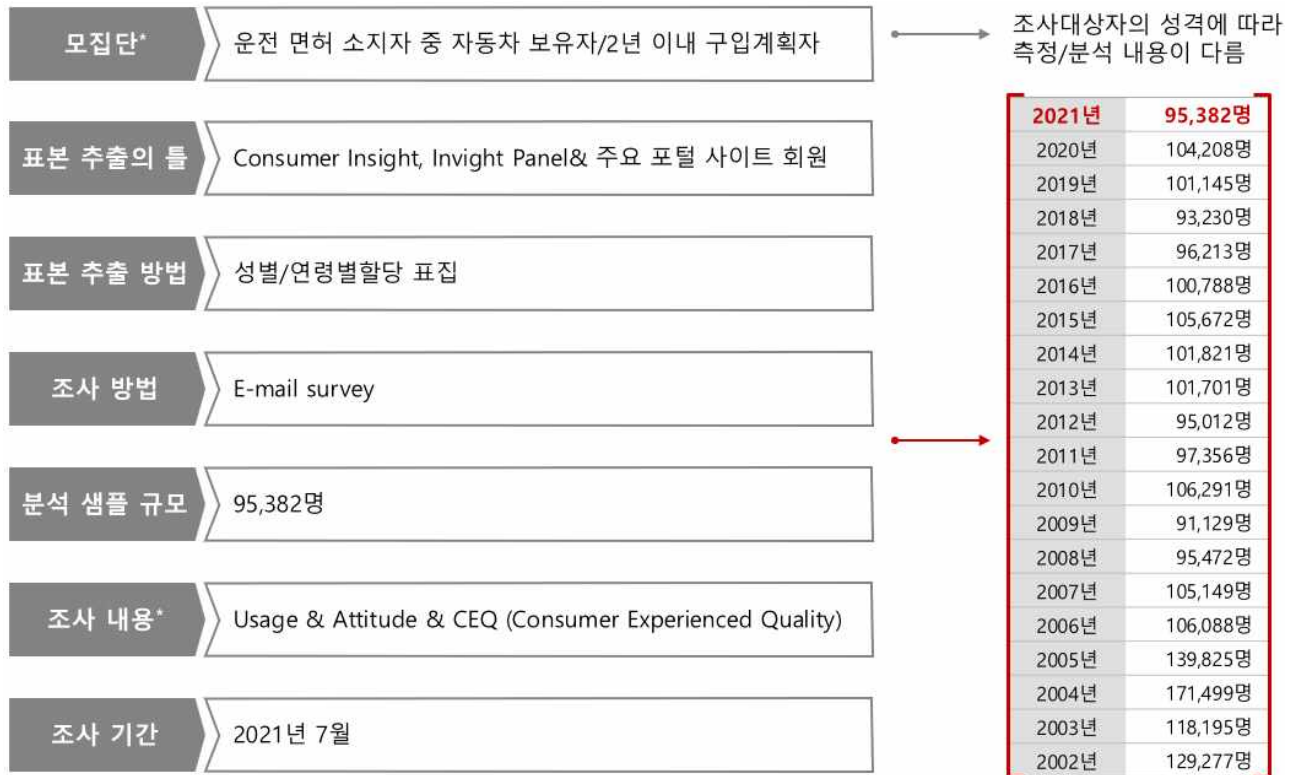 모집단*
운전 면허 소지자 중 자동차 보유자/2년 이내 구입계획자
조사대상자의 성격에 따라
측정/분석 내용이 다름
표본 추출의 틀
Consumer Insight, Invight Panel& 주요 포털 사이트 회원
표본 추출 방법
성별/연령별할당 표집
조사 방법
E-mail survey
분석 샘플 규모
95,382명
조사 내용*
Usage & Attitude & CEQ (Consumer Experienced Quality)
조사 기간
2021년 7월
2021년 95,382명
2020년 104,208명
2019년 101,145명
2018년 93,230명
2017년 96,213명
2016년 100,788명
2015년 105,672명
2014년 101,821명
2013년 101,701명
2012년 95,012명
2011년 97,356명
2010년 106,291명
2009년 91,129명
2008년 95,472명
2007년 105,149명
2006년 106,088명
2005년 139,825명
2004년 171,499명
2003년 118,195명
2002년 129,277명